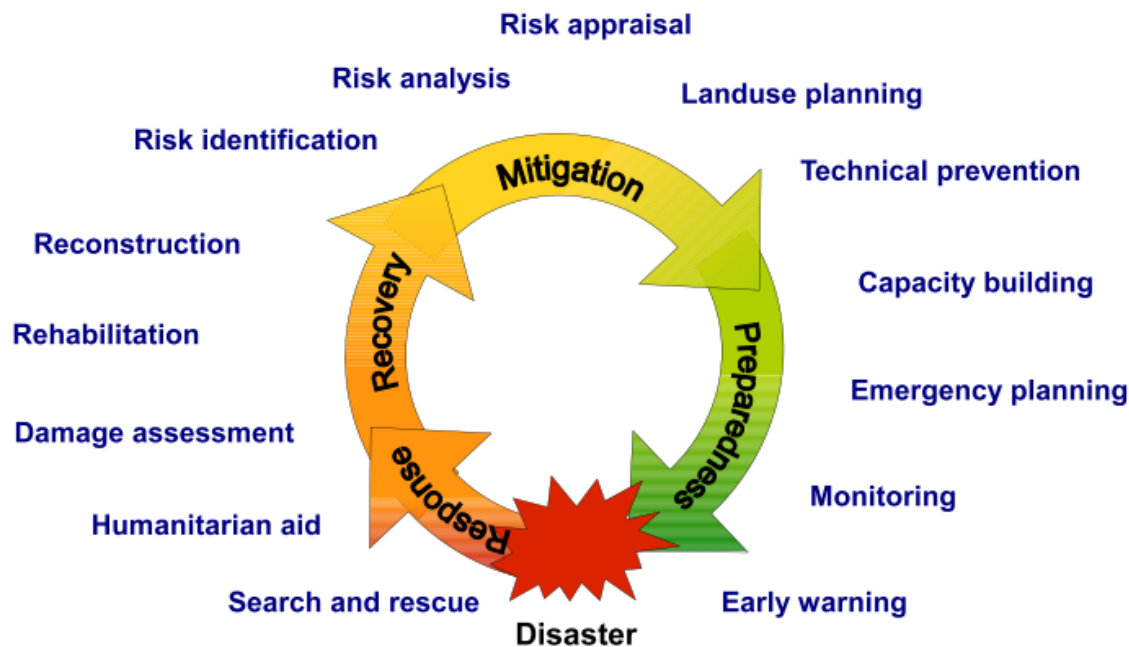 Risk appraisal
Risk analysis
Landuse planning
Risk identification
Mitigation
Technical prevention
Reconstruction
Recovery
Capacity building
Rehabilitation
Preparedness
Emergency planning
Damage assessment
Response
Monitoring
Humanitarian aid
Search and rescue
Early warning
Disaster